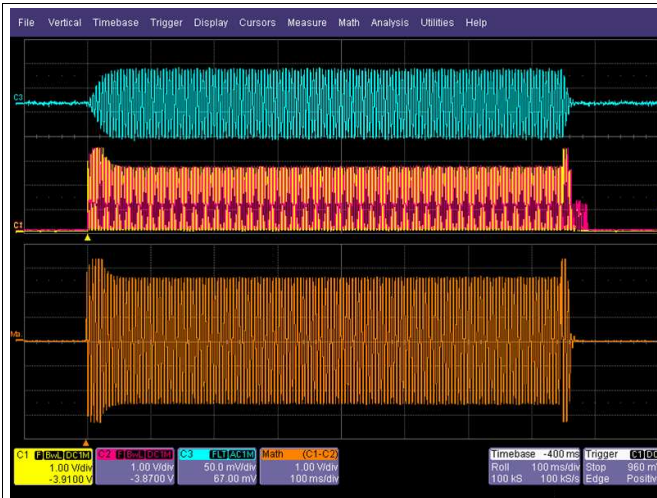 File Vertical Timebase Trigger Display Cursors Measure Math Analysis Utilities Help
C3
C1
C1 F BwL DC1M
1.00 V/div
-3.9100 V
C2 F BwL DC1M
1.00 V/div
-3.8700 V
C3 FLT AC1M
50.0 mV/div
67.00 mV
Math (C1-C2)
1.00 V/div
100 ms/div
Timebase -400 ms
Roll 100 ms/div
100 kS 100 kS/s
Trigger C1 DC
Stop 960 m
Edge Positiv